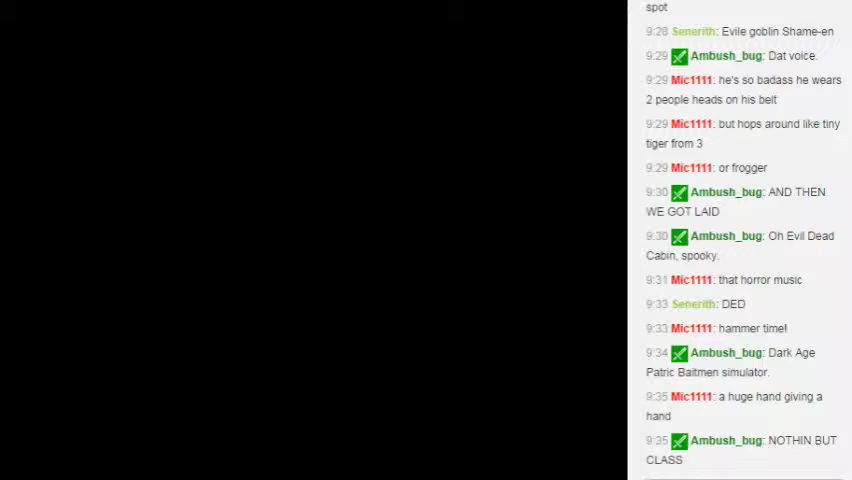 spot
9:28 Senerith: Evile goblin Shame-en
9:29 Ambush_bug: Dat voice.
9:29 Mic1111: he's so badass he wears
2 people heads on his belt
9:29 Mic1111: but hops around like tiny
tiger from 3
9:29 Mic1111: or frogger
9:30 Ambush_bug: AND THEN
WE GOT LAID
9:30 Ambush_bug: Oh Evil Dead
Cabin, spooky.
9:31 Mic1111: that horror music
9:33 Senerith: DED
9:33 Mic1111: hammer time!
9:34 Ambush_bug: Dark Age
Patric Baitmen simulator.
9:35 Mic1111: a huge hand giving a
hand
9:35 Ambush_bug: NOTHIN BUT
CLASS